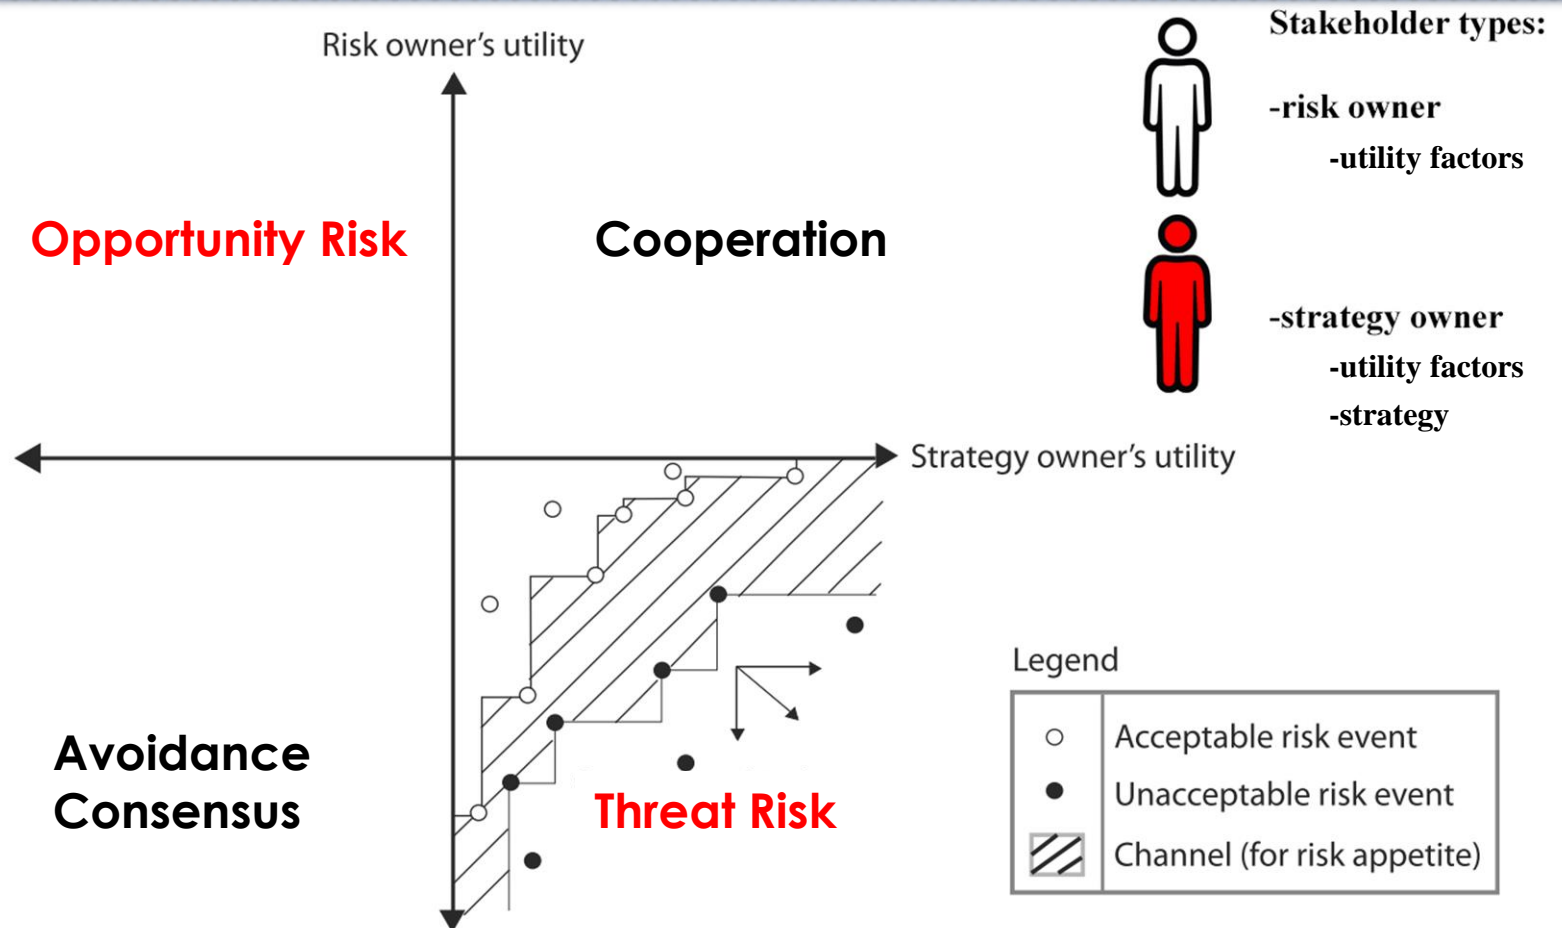 Risk owner’s utility
Stakeholder types:
-risk owner
-utility factors
Opportunity Risk
Cooperation
-strategy owner
-utility factors
-strategy
Strategy owner’s utility
Avoidance
Consensus
Threat Risk
Legend
Acceptable risk event
Unacceptable risk event
Channel (for risk appetite)